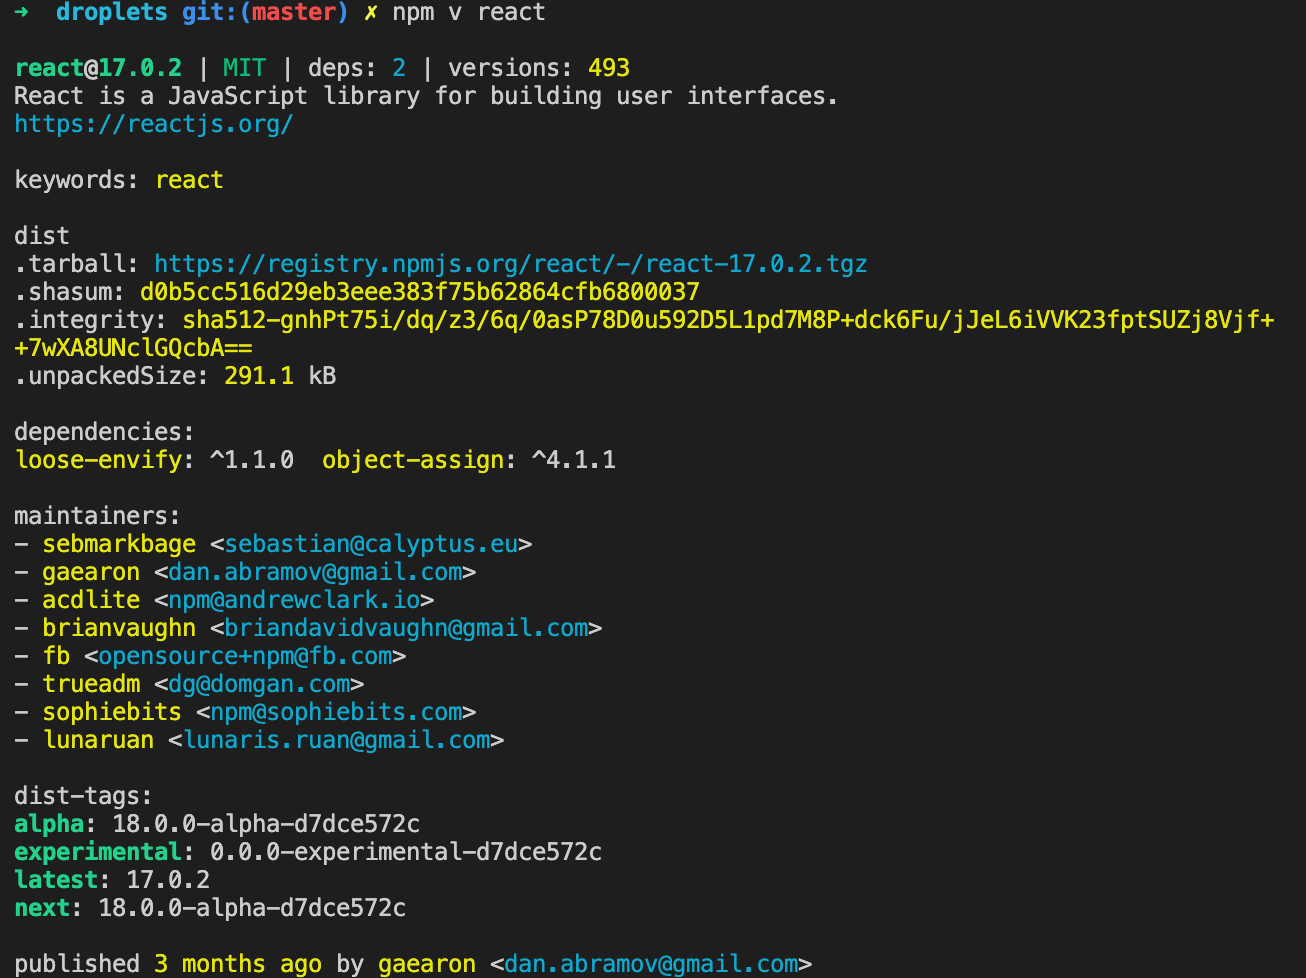 ➜ droplets git:(master) ✗ npm v react
react@17.0.2 | MIT | deps: 2 | versions: 493
React is a JavaScript library for building user interfaces.
https://reactjs.org/
keywords: react
dist
.tarball: https://registry.npmjs.org/react/-/react-17.0.2.tgz
.shasum: d0b5cc516d29eb3eee383f75b62864cfb6800037
.integrity: sha512-gnhPt75i/dq/z3/6q/0asP78D0u592D5L1pd7M8P+dck6Fu/jJeL6iVVK23fptSUZj8Vjf+
+7wXA8UNclGQcbA==
.unpackedSize: 291.1 kB
dependencies:
loose-envify: ^1.1.0 object-assign: ^4.1.1
maintainers:
- sebmarkbage <sebastian@calyptus.eu>
- gaearon <dan.abramov@gmail.com>
- acdlite <npm@andrewclark.io>
- brianvaughn <briandavidvaughn@gmail.com>
- fb <opensource+npm@fb.com>
- trueadm <dg@domgan.com>
- sophiebits <npm@sophiebits.com>
- lunaruan <lunaris.ruan@gmail.com>
dist-tags:
alpha: 18.0.0-alpha-d7dce572c
experimental: 0.0.0-experimental-d7dce572c
latest: 17.0.2
next: 18.0.0-alpha-d7dce572c
published 3 months ago by gaearon <dan.abramov@gmail.com>